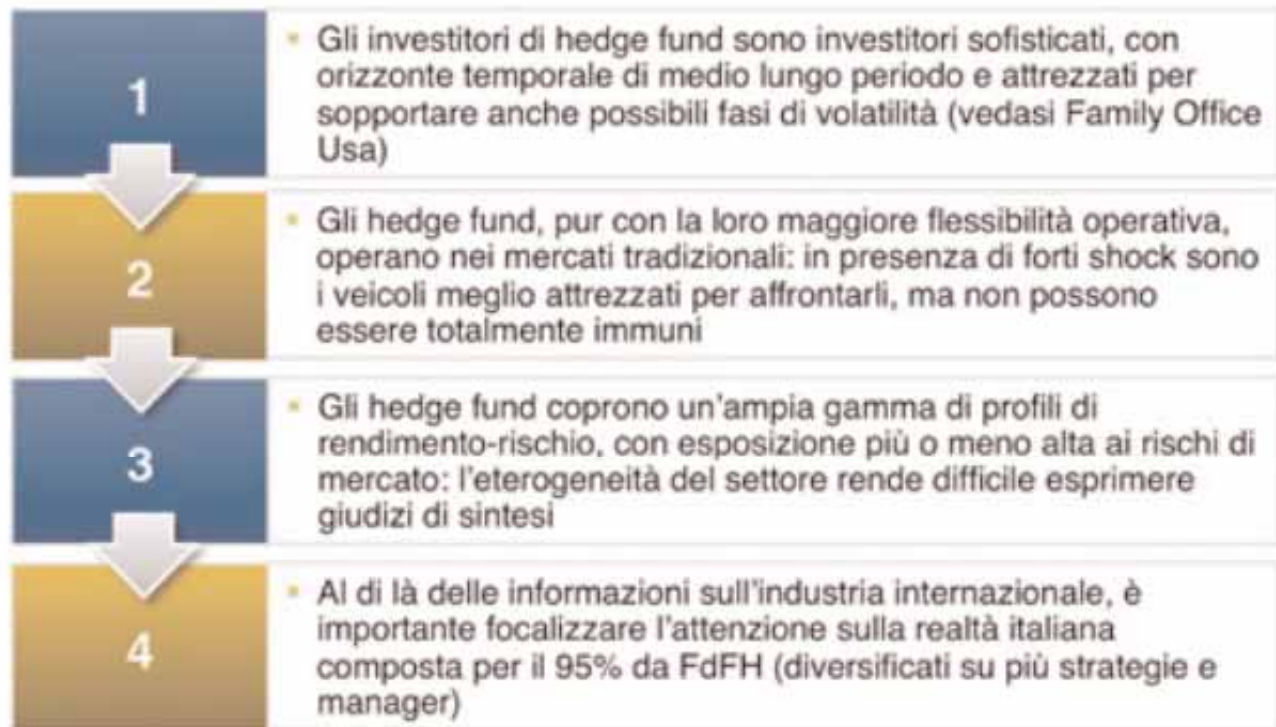 1
• Gli investitori di hedge fund sono investitori sofisticati, con
orizzonte temporale di medio lungo periodo e attrezzati per
sopportare anche possibili fasi di volatilità (vedasi Family Office
Usa)
2
• Gli hedge fund, pur con la loro maggiore flessibilità operativa,
operano nei mercati tradizionali: in presenza di forti shock sono
i veicoli meglio attrezzati per affrontarli, ma non possono
essere totalmente immuni
3
• Gli hedge fund coprono un'ampia gamma di profili di
rendimento-rischio, con esposizione più o meno alta ai rischi di
mercato: l'eterogeneità del settore rende difficile esprimere
giudizi di sintesi
4
• Al di là delle informazioni sull'industria internazionale, è
importante focalizzare l'attenzione sulla realtà italiana
composta per il 95% da FdFH (diversificati su più strategie e
manager)